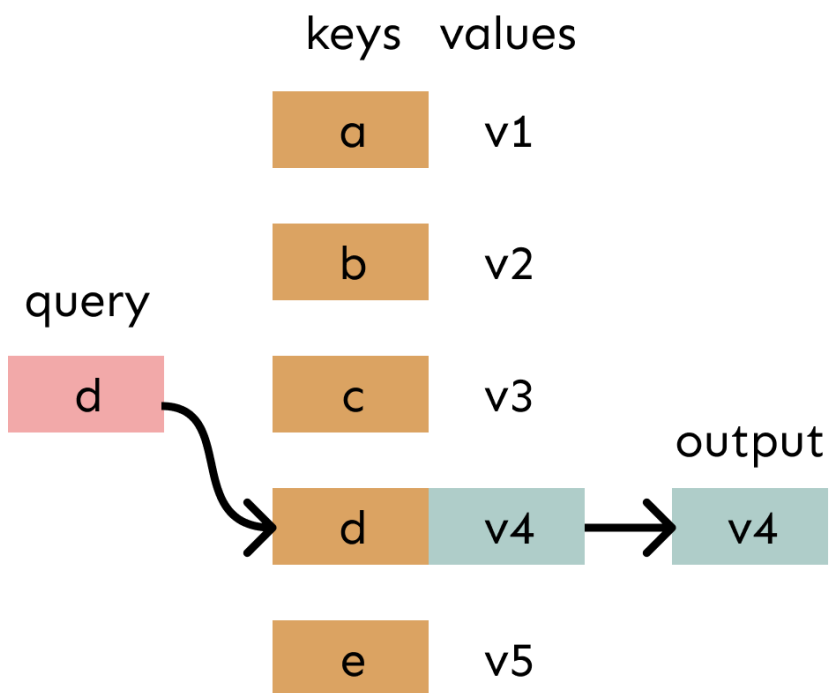 keys values
a v1
b v2
query
d c v3
output
d v4 v4
e v5